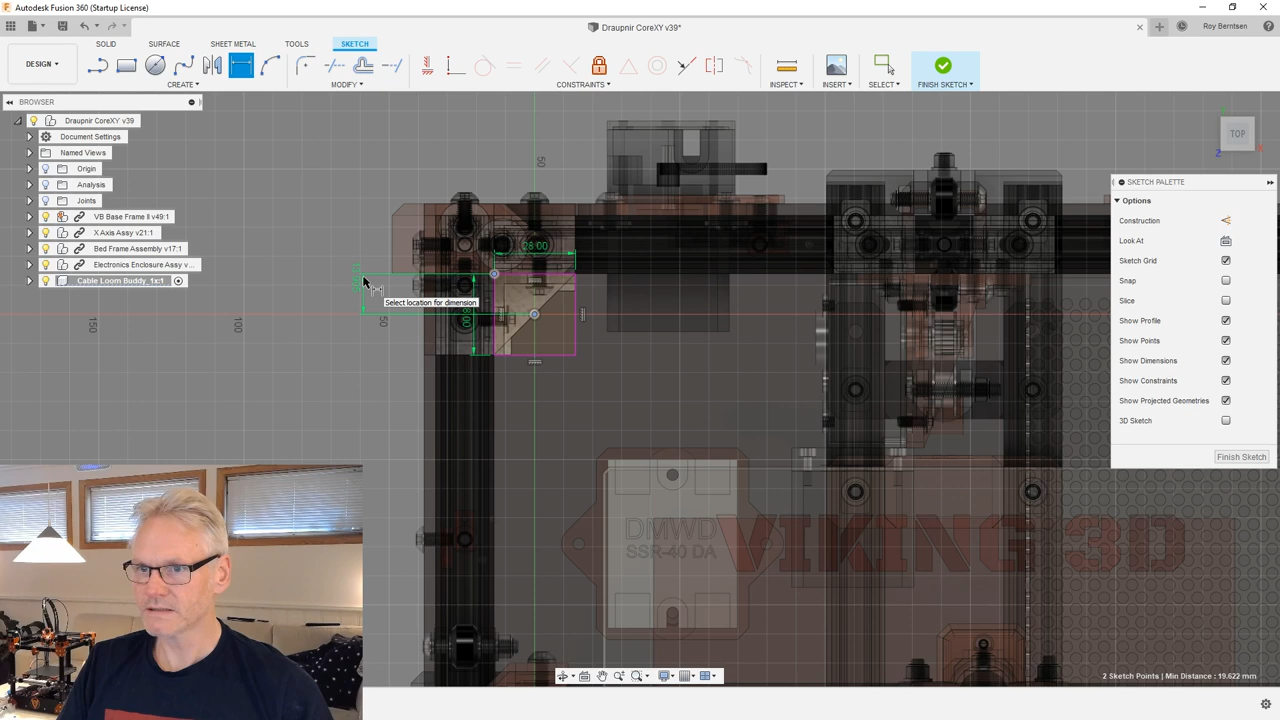 Autodesk Fusion 360 (Startup License)
Draupnir CoreXY v39*
Roy Berntsen
DESIGN
SOLID
SURFACE
SHEET METAL
TOOLS
SKETCH
CREATE
MODIFY
CONSTRAINTS
INSPECT
INSERT
SELECT
FINISH SKETCH
BROWSER
Draupnir CoreXY v39
Document Settings
Named Views
Origin
Analysis
Joints
VB Base Frame II v49:1
X Axis Assy v21:1
Bed Frame Assembly v17:1
Electronics Enclosure Assy v...
Cable Loom Buddy_1x:1
TOP
X
Z
SKETCH PALETTE
Options
Construction
Look At
Sketch Grid
Snap
Slice
Show Profile
Show Points
Show Dimensions
Show Constraints
Show Projected Geometries
3D Sketch
Finish Sketch
50
28.00
Select location for dimension
150
100
50
DMWD
SSR-40 DA
VIKING 3D
2 Sketch Points | Min Distance : 19.622 mm